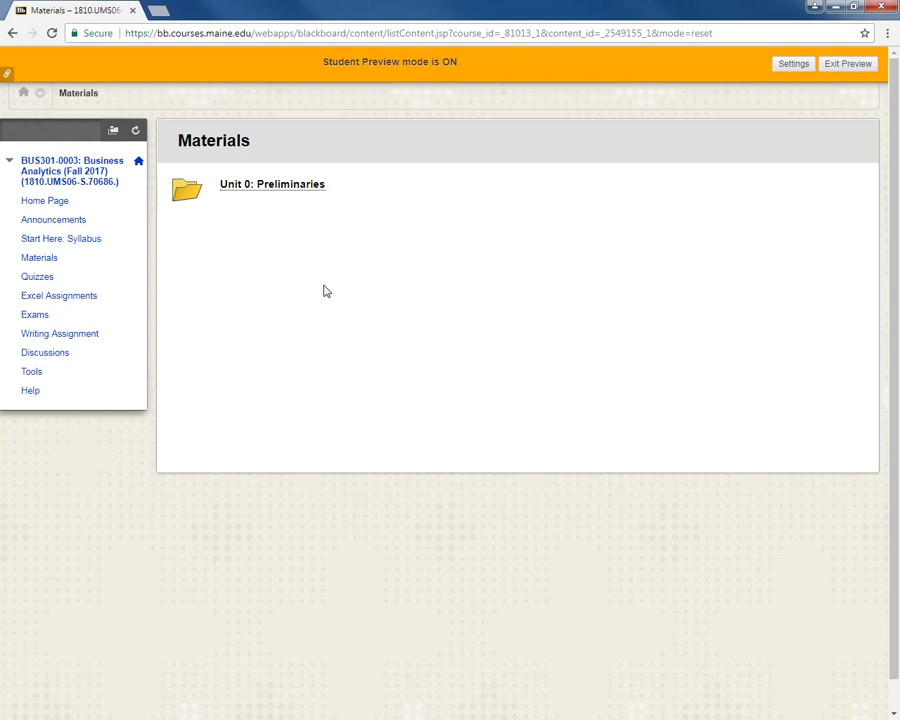 Materials – 1810.UMS06-
Secure https://bb.courses.maine.edu/webapps/blackboard/content/listContent.jsp?course_id=_81013_1&content_id=_2549155_1&mode=reset
Student Preview mode is ON
Settings
Exit Preview
Materials
BUS301-0003: Business
Analytics (Fall 2017)
(1810.UMS06-S.70686.)
Home Page
Announcements
Start Here: Syllabus
Materials
Quizzes
Excel Assignments
Exams
Writing Assignment
Discussions
Tools
Help
Materials
Unit 0: Preliminaries